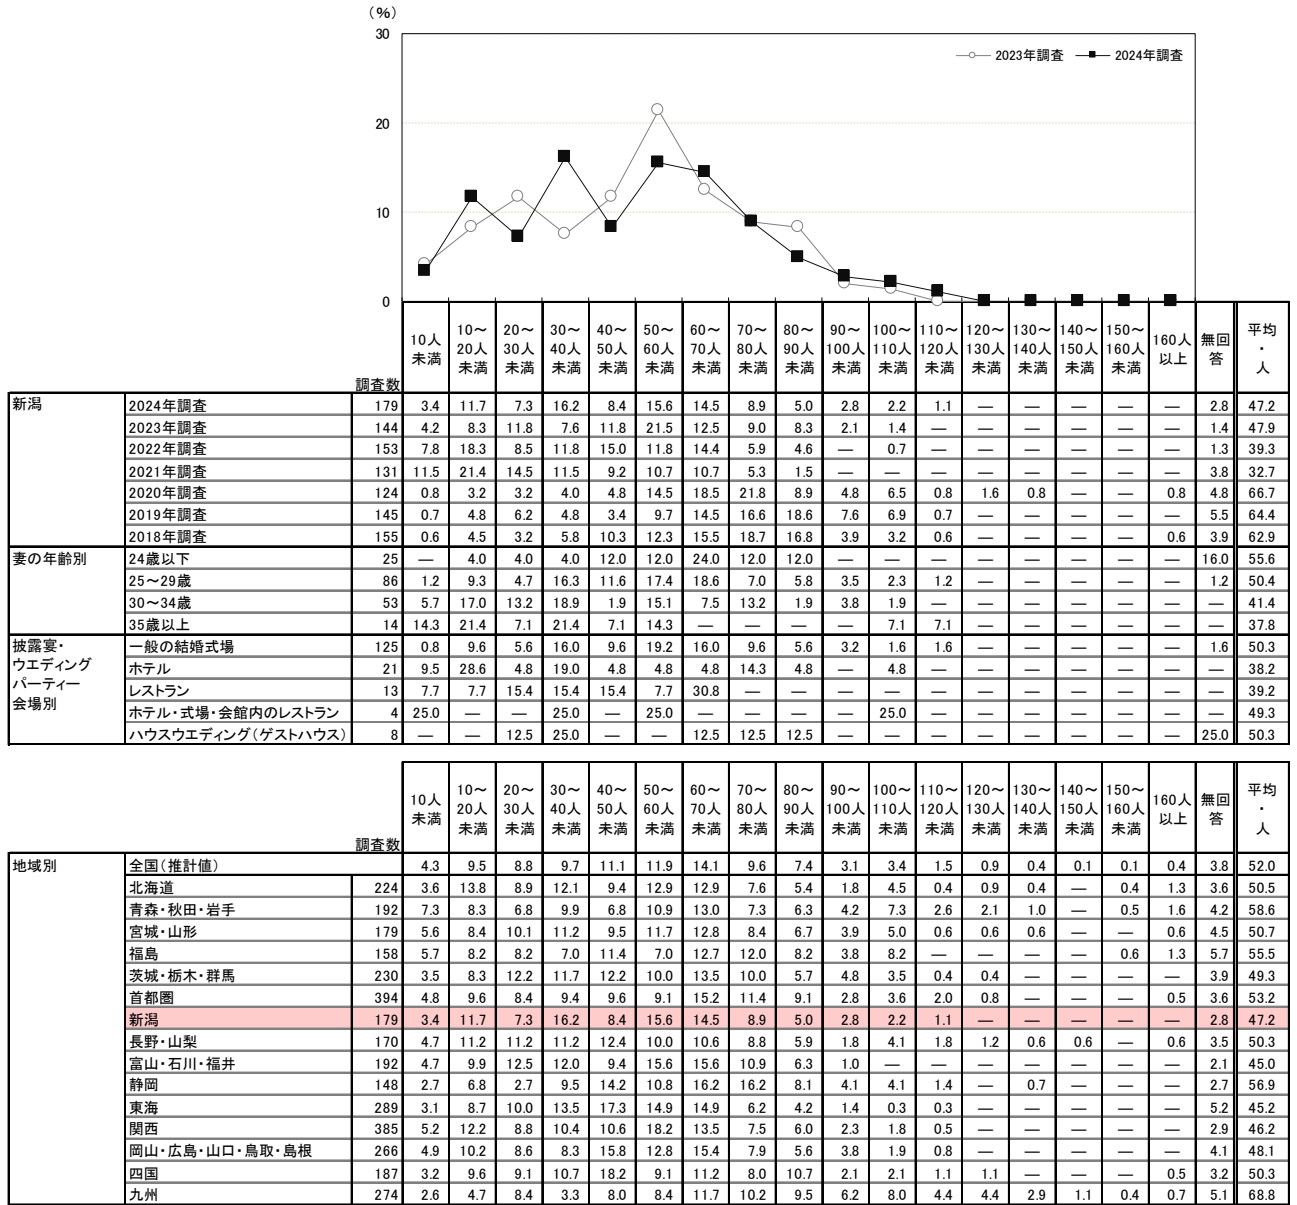 (%)
30
20
10
0
2023年調査 2024年調査
調査数 10人未満 10～20人未満 20～30人未満 30～40人未満 40～50人未満 50～60人未満 60～70人未満 70～80人未満 80～90人未満 90～100人未満 100～110人未満 110～120人未満 120～130人未満 130～140人未満 140～150人未満 150～160人未満 160人以上 無回答 平均・人
新潟 2024年調査 179 3.4 11.7 7.3 16.2 8.4 15.6 14.5 8.9 5.0 2.8 2.2 1.1 ― ― ― ― ― 2.8 47.2
2023年調査 144 4.2 8.3 11.8 7.6 11.8 21.5 12.5 9.0 8.3 2.1 1.4 ― ― ― ― ― ― 1.4 47.9
2022年調査 153 7.8 18.3 8.5 11.8 15.0 11.8 14.4 5.9 4.6 ― 0.7 ― ― ― ― ― ― 1.3 39.3
2021年調査 131 11.5 21.4 14.5 11.5 9.2 10.7 10.7 5.3 1.5 ― ― ― ― ― ― ― ― 3.8 32.7
2020年調査 124 0.8 3.2 3.2 4.0 4.8 14.5 18.5 21.8 8.9 4.8 6.5 0.8 1.6 0.8 ― ― 0.8 4.8 66.7
2019年調査 145 0.7 4.8 6.2 4.8 3.4 9.7 14.5 16.6 18.6 7.6 6.9 0.7 ― ― ― ― ― 5.5 64.4
2018年調査 155 0.6 4.5 3.2 5.8 10.3 12.3 15.5 18.7 16.8 3.9 3.2 0.6 ― ― ― ― 0.6 3.9 62.9
妻の年齢別 24歳以下 25 ― 4.0 4.0 4.0 12.0 12.0 24.0 12.0 12.0 ― ― ― ― ― ― ― ― 16.0 55.6
25～29歳 86 1.2 9.3 4.7 16.3 11.6 17.4 18.6 7.0 5.8 3.5 2.3 1.2 ― ― ― ― ― 1.2 50.4
30～34歳 53 5.7 17.0 13.2 18.9 1.9 15.1 7.5 13.2 1.9 3.8 1.9 ― ― ― ― ― ― ― 41.4
35歳以上 14 14.3 21.4 7.1 21.4 7.1 14.3 ― ― ― ― 7.1 7.1 ― ― ― ― ― ― 37.8
披露宴・ウエディングパーティー会場別 一般の結婚式場 125 0.8 9.6 5.6 16.0 9.6 19.2 16.0 9.6 5.6 3.2 1.6 1.6 ― ― ― ― ― 1.6 50.3
ホテル 21 9.5 28.6 4.8 19.0 4.8 4.8 4.8 14.3 4.8 ― 4.8 ― ― ― ― ― ― ― 38.2
レストラン 13 7.7 7.7 15.4 15.4 15.4 7.7 30.8 ― ― ― ― ― ― ― ― ― ― ― 39.2
ホテル・式場・会館内のレストラン 4 25.0 ― ― 25.0 ― 25.0 ― ― ― ― 25.0 ― ― ― ― ― ― ― 49.3
ハウスウエディング（ゲストハウス） 8 ― ― 12.5 25.0 ― ― 12.5 12.5 12.5 ― ― ― ― ― ― ― ― 25.0 50.3
調査数 10人未満 10～20人未満 20～30人未満 30～40人未満 40～50人未満 50～60人未満 60～70人未満 70～80人未満 80～90人未満 90～100人未満 100～110人未満 110～120人未満 120～130人未満 130～140人未満 140～150人未満 150～160人未満 160人以上 無回答 平均・人
地域別 全国（推計値） 4.3 9.5 8.8 9.7 11.1 11.9 14.1 9.6 7.4 3.1 3.4 1.5 0.9 0.4 0.1 0.1 0.4 3.8 52.0
北海道 224 3.6 13.8 8.9 12.1 9.4 12.9 12.9 7.6 5.4 1.8 4.5 0.4 0.9 0.4 ― 0.4 1.3 3.6 50.5
青森・秋田・岩手 192 7.3 8.3 6.8 9.9 6.8 10.9 13.0 7.3 6.3 4.2 7.3 2.6 2.1 1.0 ― 0.5 1.6 4.2 58.6
宮城・山形 179 5.6 8.4 10.1 11.2 9.5 11.7 12.8 8.4 6.7 3.9 5.0 0.6 0.6 0.6 ― ― 0.6 4.5 50.7
福島 158 5.7 8.2 8.2 7.0 11.4 7.0 12.7 12.0 8.2 3.8 8.2 ― ― ― ― 0.6 1.3 5.7 55.5
茨城・栃木・群馬 230 3.5 8.3 12.2 11.7 12.2 10.0 13.5 10.0 5.7 4.8 3.5 0.4 0.4 ― ― ― ― 3.9 49.3
首都圏 394 4.8 9.6 8.4 9.4 9.6 9.1 15.2 11.4 9.1 2.8 3.6 2.0 0.8 ― ― ― 0.5 3.6 53.2
新潟 179 3.4 11.7 7.3 16.2 8.4 15.6 14.5 8.9 5.0 2.8 2.2 1.1 ― ― ― ― ― 2.8 47.2
長野・山梨 170 4.7 11.2 11.2 11.2 12.4 10.0 10.6 8.8 5.9 1.8 4.1 1.8 1.2 0.6 0.6 ― 0.6 3.5 50.3
富山・石川・福井 192 4.7 9.9 12.5 12.0 9.4 15.6 15.6 10.9 6.3 1.0 ― ― ― ― ― ― ― 2.1 45.0
静岡 148 2.7 6.8 2.7 9.5 14.2 10.8 16.2 16.2 8.1 4.1 4.1 1.4 ― 0.7 ― ― ― 2.7 56.9
東海 289 3.1 8.7 10.0 13.5 17.3 14.9 14.9 6.2 4.2 1.4 0.3 0.3 ― ― ― ― ― 5.2 45.2
関西 385 5.2 12.2 8.8 10.4 10.6 18.2 13.5 7.5 6.0 2.3 1.8 0.5 ― ― ― ― ― 2.9 46.2
岡山・広島・山口・鳥取・島根 266 4.9 10.2 8.6 8.3 15.8 12.8 15.4 7.9 5.6 3.8 1.9 0.8 ― ― ― ― ― 4.1 48.1
四国 187 3.2 9.6 9.1 10.7 18.2 9.1 11.2 8.0 10.7 2.1 2.1 1.1 1.1 ― ― ― 0.5 3.2 50.3
九州 274 2.6 4.7 8.4 3.3 8.0 8.4 11.7 10.2 9.5 6.2 8.0 4.4 4.4 2.9 1.1 0.4 0.7 5.1 68.8